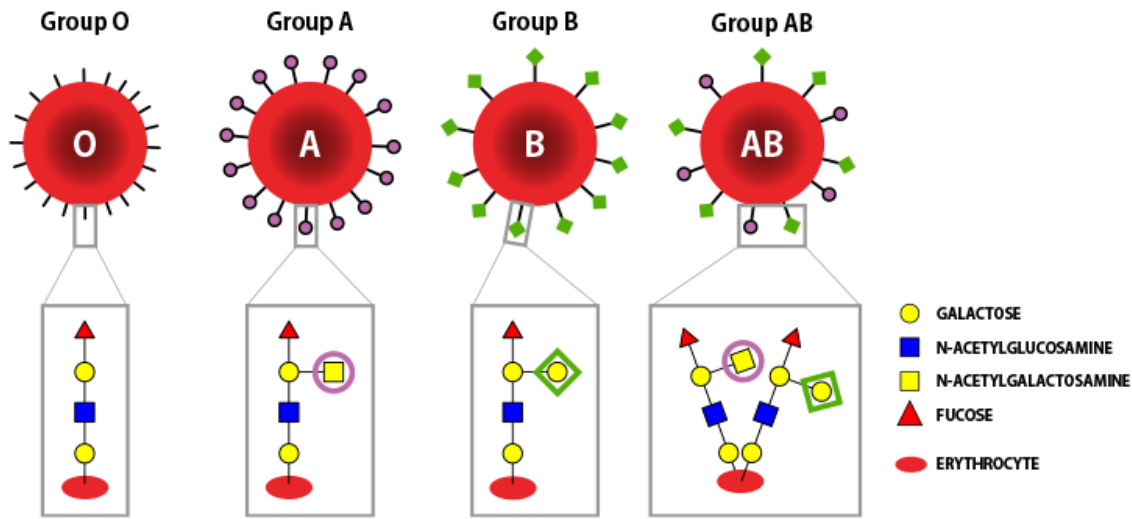 Group O
Group A
Group B
Group AB
O
A
B
AB
GALACTOSE
N-ACETYLGLUCOSAMINE
N-ACETYLGALACTOSAMINE
FUCOSE
ERYTHROCYTE